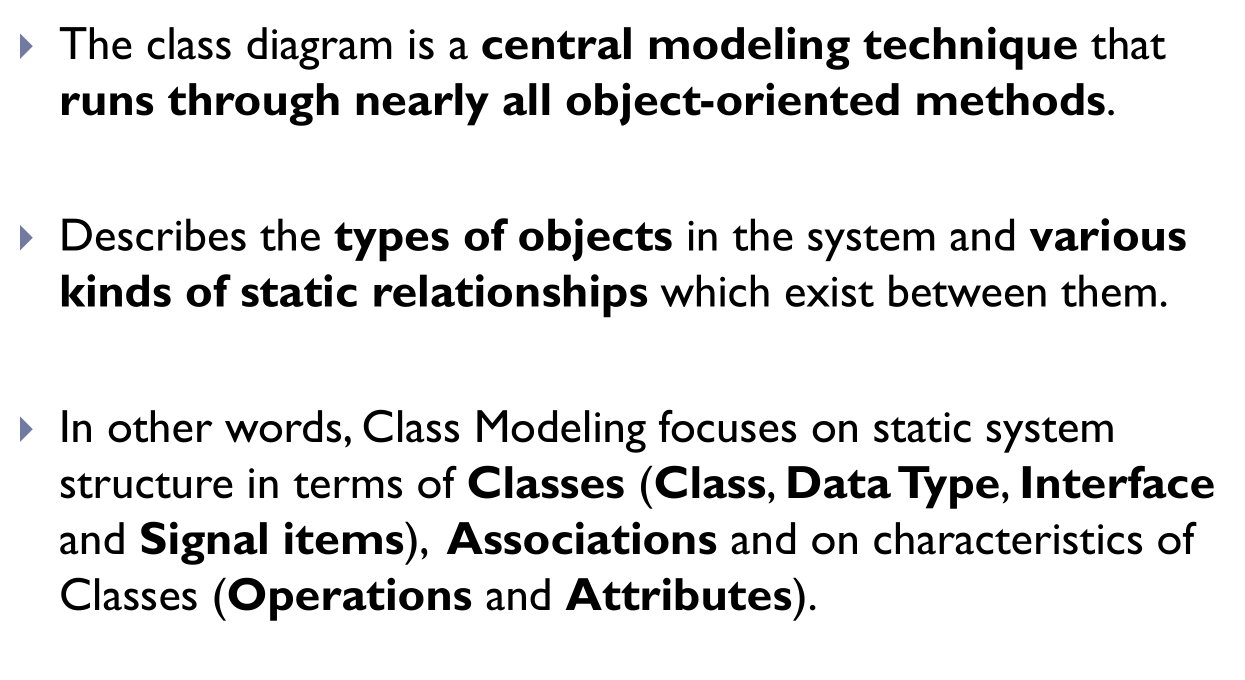 The class diagram is a central modeling technique that
runs through nearly all object-oriented methods.
Describes the types of objects in the system and various
kinds of static relationships which exist between them.
In other words, Class Modeling focuses on static system
structure in terms of Classes (Class, Data Type, Interface
and Signal items), Associations and on characteristics of
Classes (Operations and Attributes).